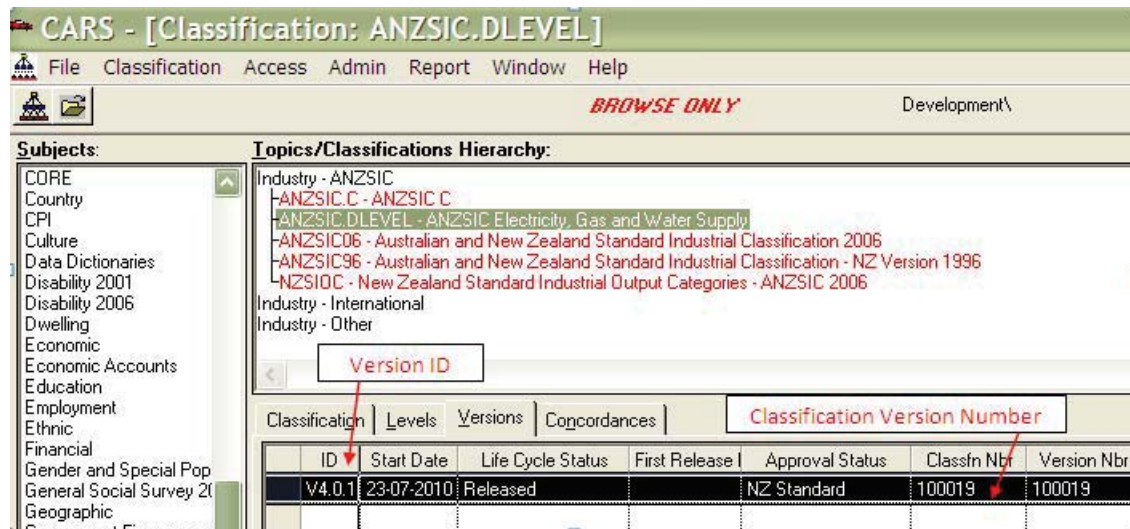 CARS - [Classification: ANZSIC.DLEVEL]
File Classification Access Admin Report Window Help
BROWSE ONLY Development\
Subjects:
CORE
Country
CPI
Culture
Data Dictionaries
Disability 2001
Disability 2006
Dwelling
Economic
Economic Accounts
Education
Employment
Ethnic
Financial
Gender and Special Pop
General Social Survey 2(
Geographic
Topics/Classifications Hierarchy:
Industry - ANZSIC
ANZSIC.C - ANZSIC C
ANZSIC.DLEVEL - ANZSIC Electricity, Gas and Water Supply
ANZSIC06 - Australian and New Zealand Standard Industrial Classification 2006
ANZSIC96 - Australian and New Zealand Standard Industrial Classification - NZ Version 1996
NZSIOC - New Zealand Standard Industrial Output Categories - ANZSIC 2006
Industry - International
Industry - Other
Version ID
Classification Levels Versions Concordances
Classification Version Number
ID Start Date Life Cycle Status First Release Approval Status Classfn Nbr Version Nbr
V4.0.1 23-07-2010 Released NZ Standard 100019 100019